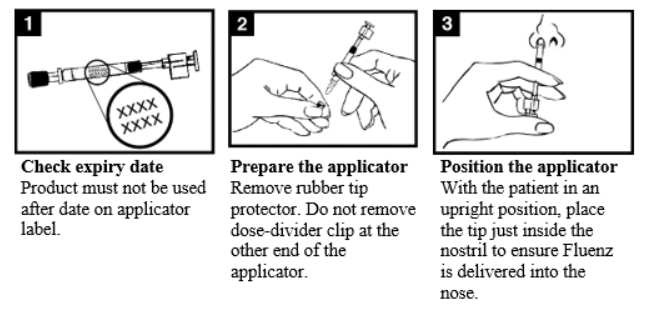 1
XXXX
XXXX
Check expiry date
Product must not be used
after date on applicator
label.
2
Prepare the applicator
Remove rubber tip
protector. Do not remove
dose-divider clip at the
other end of the
applicator.
3
Position the applicator
With the patient in an
upright position, place
the tip just inside the
nostril to ensure Fluenz
is delivered into the
nose.